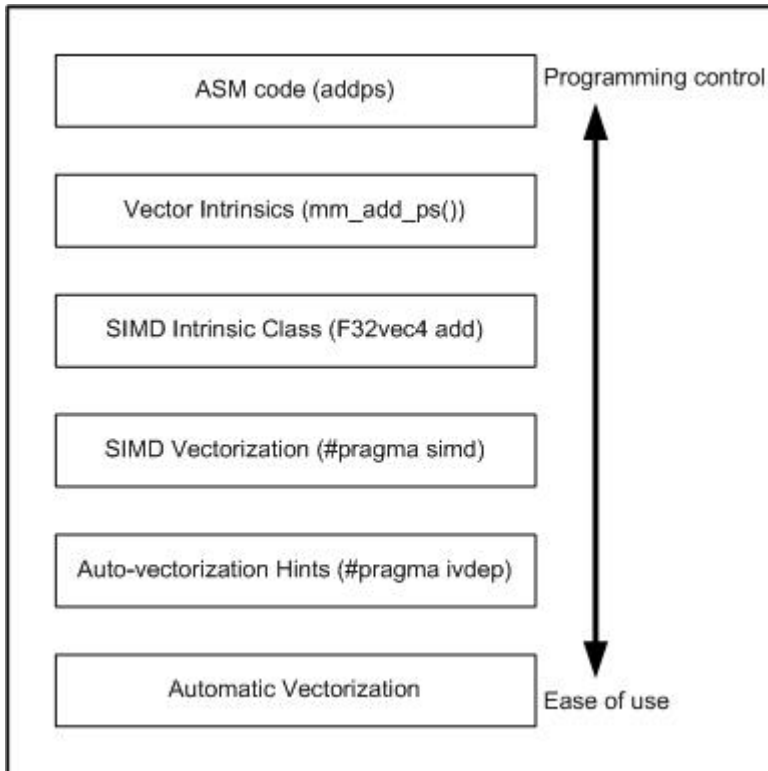 ASM code (addps)
Programming control
Vector Intrinsics (mm_add_ps())
SIMD Intrinsic Class (F32vec4 add)
SIMD Vectorization (#pragma simd)
Auto-vectorization Hints (#pragma ivdep)
Automatic Vectorization
Ease of use